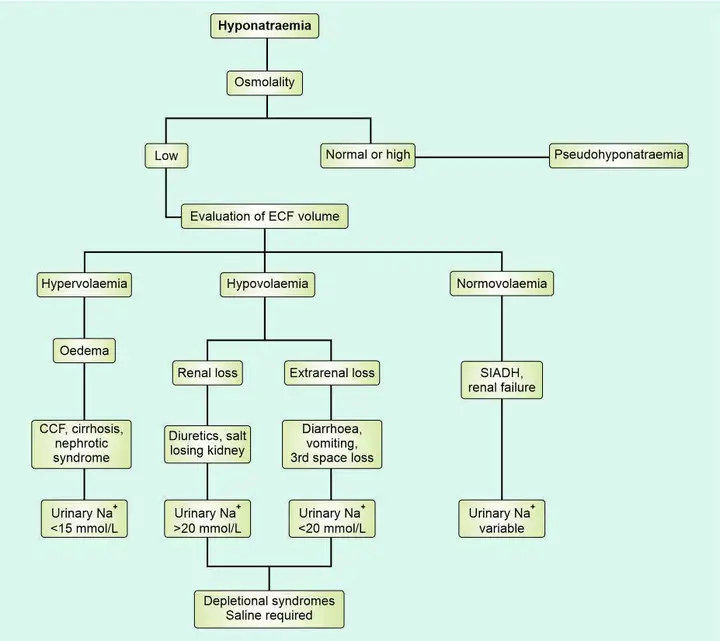 Hyponatraemia
Osmolality
Low
Normal or high
Pseudohyponatraemia
Evaluation of ECF volume
Hypervolaemia
Hypovolaemia
Normovolaemia
Oedema
Renal loss
Extrarenal loss
SIADH,
renal failure
CCF, cirrhosis,
nephrotic
syndrome
Diuretics, salt
losing kidney
Diarrhoea,
vomiting,
3rd space loss
Urinary Na⁺
<15 mmol/L
Urinary Na⁺
>20 mmol/L
Urinary Na⁺
<20 mmol/L
Urinary Na⁺
variable
Depletional syndromes
Saline required